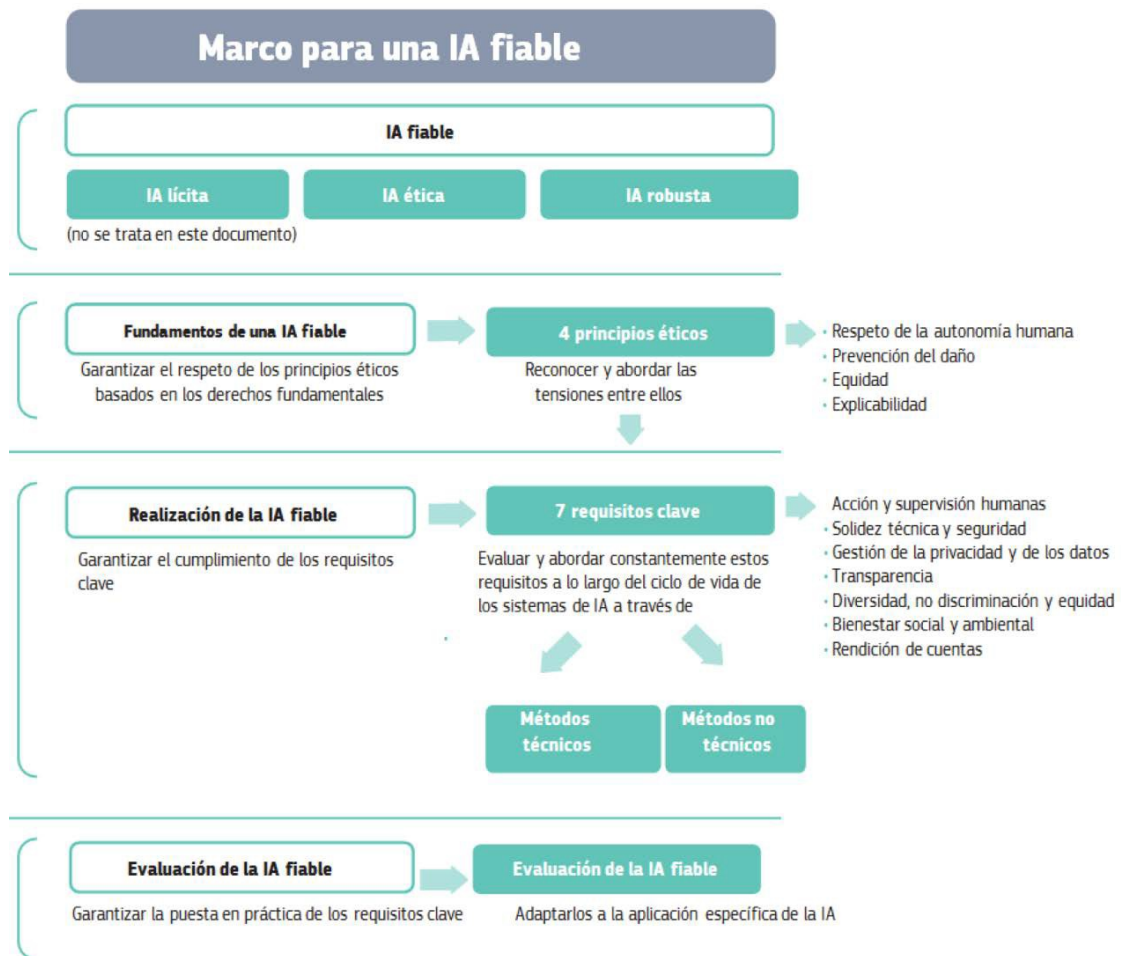 Marco para una IA fiable
IA fiable
IA lícita
IA ética
IA robusta
(no se trata en este documento)
Fundamentos de una IA fiable
Garantizar el respeto de los principios éticos
basados en los derechos fundamentales
4 principios éticos
Reconocer y abordar las
tensiones entre ellos
· Respeto de la autonomía humana
· Prevención del daño
· Equidad
· Explicabilidad
Realización de la IA fiable
Garantizar el cumplimiento de los requisitos
clave
7 requisitos clave
Evaluar y abordar constantemente estos
requisitos a lo largo del ciclo de vida de
los sistemas de IA a través de
Acción y supervisión humanas
· Solidez técnica y seguridad
· Gestión de la privacidad y de los datos
· Transparencia
· Diversidad, no discriminación y equidad
· Bienestar social y ambiental
· Rendición de cuentas
Métodos
técnicos
Métodos no
técnicos
Evaluación de la IA fiable
Garantizar la puesta en práctica de los requisitos clave
Evaluación de la IA fiable
Adaptarlos a la aplicación específica de la IA